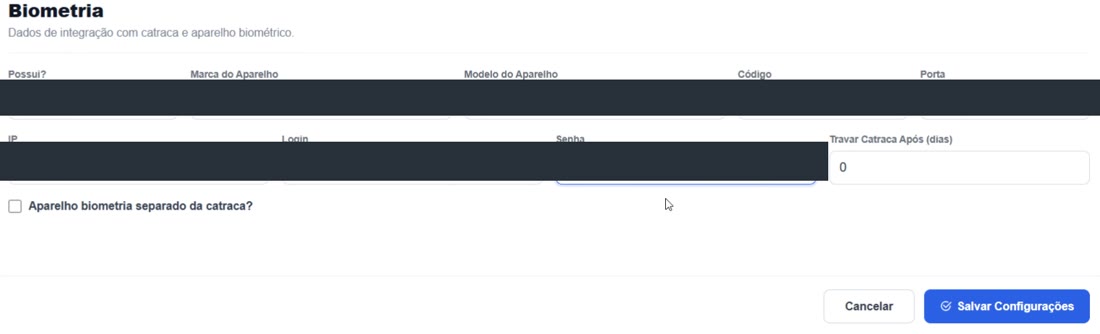 Biometria
Dados de integração com catraca e aparelho biométrico.
Possui? Marca do Aparelho Modelo do Aparelho Código Porta
IP Login Senha Travar Catraca Após (dias)
0
Aparelho biometria separado da catraca?
Cancelar Salvar Configurações